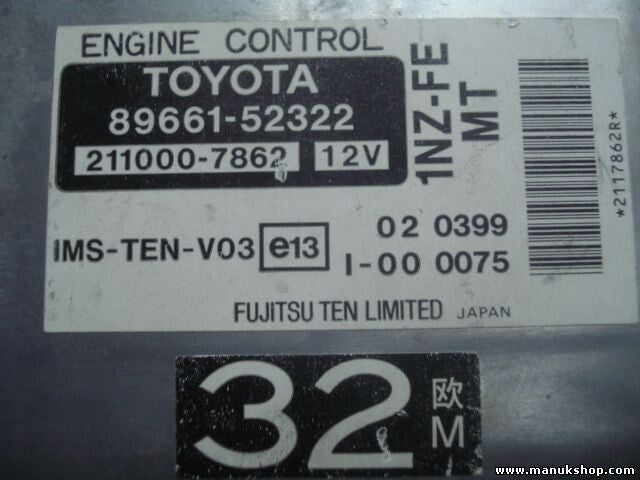 ENGINE CONTROL
TOYOTA
89661-52322
211000-7862 12V
1NZ-FE
MT
*2117862R*
IMS-TEN-V03 e13 02 0399
I-00 0075
FUJITSU TEN LIMITED JAPAN
32 欧
M
www.manukshop.com